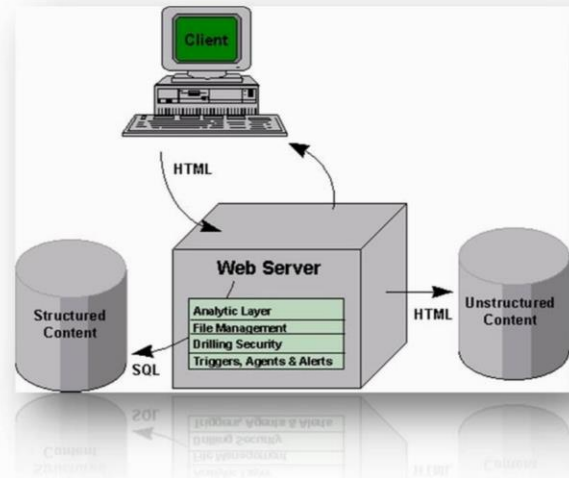 Client
HTML
Web Server
Analytic Layer
File Management
Drilling Security
Triggers, Agents & Alerts
Structured
Content
SQL
HTML
Unstructured
Content